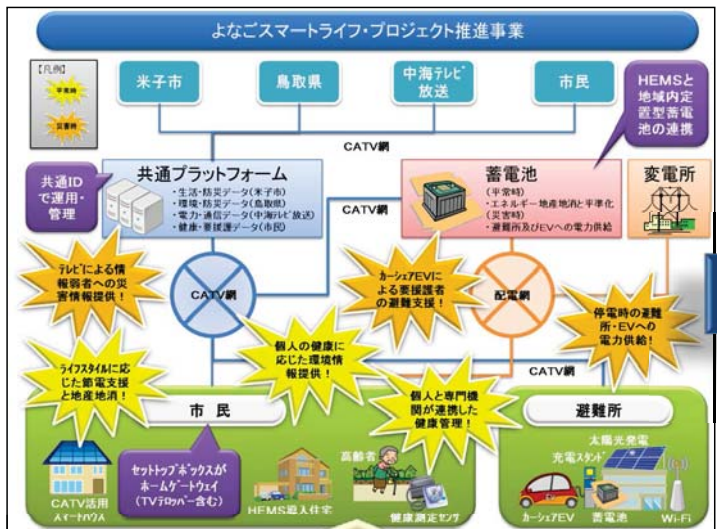 よなごスマートライフ・プロジェクト推進事業
【凡例】
平常時
災害時
米子市
鳥取県
中海テレビ
放送
市民
HEMSと
地域内定
置型蓄電
池の連携
CATV網
共通ID
で運用・
管理
共通プラットフォーム
・生活・防災データ(米子市)
・環境・防災データ(鳥取県)
・電力・通信データ(中海テレビ放送)
・健康・要援護データ(市民)
CATV網
蓄電池
(平常時)
・エネルギー地産地消と平準化
(災害時)
・避難所及びEVへの電力供給
変電所
テレビによる情
報弱者への災
害情報提供!
CATV網
カーシェアEVに
よる要援護者
の避難支援!
配電網
停電時の避難
所・EVへの
電力供給!
ライフスタイルに応
じた節電支援
と地産地消!
個人の健康に
応じた環境情
報提供!
CATV網
個人と専門機
関が連携した
健康管理!
市民
避難所
セットトップボックスが
ホームゲートウェイ
(TVテロッパー含む)
CATV活用
スマートハウス
HEMS導入住宅
高齢者
健康測定センサ
太陽光発電
充電スタンド
カーシェアEV
蓄電池
Wi-Fi